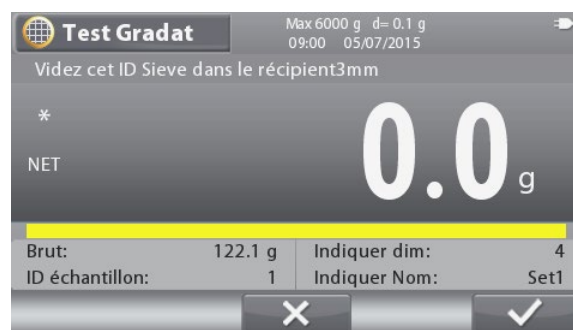 Test Gradat
Max 6000 g d= 0.1 g
09:00 05/07/2015
Videz cet ID Sieve dans le récipient3mm
*
NET
0.0 g
Brut: 122.1 g
Indiquer dim: 4
ID échantillon: 1
Indiquer Nom: Set1